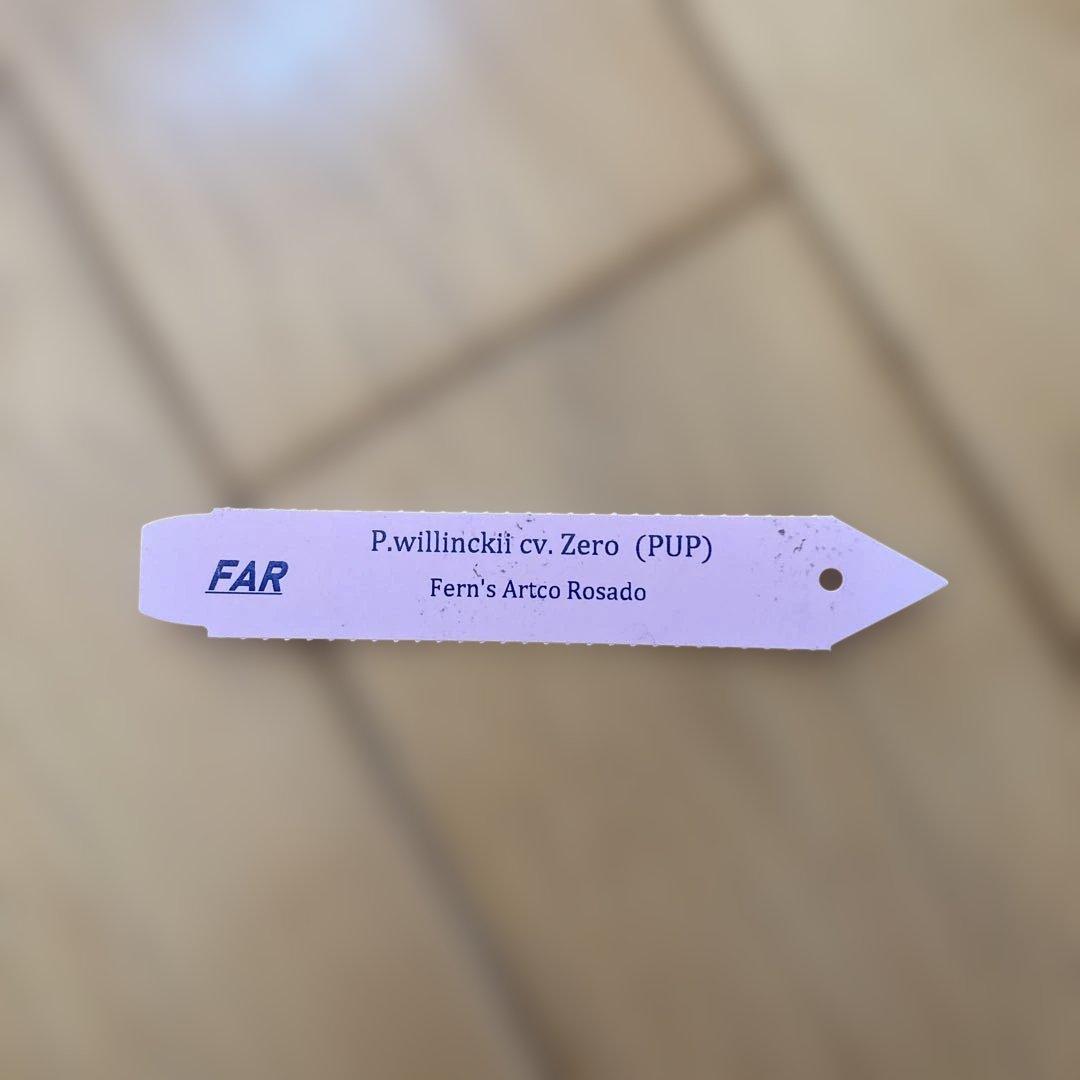 FAR
P.willinckii cv. Zero (PUP)
Fern's Artco Rosado